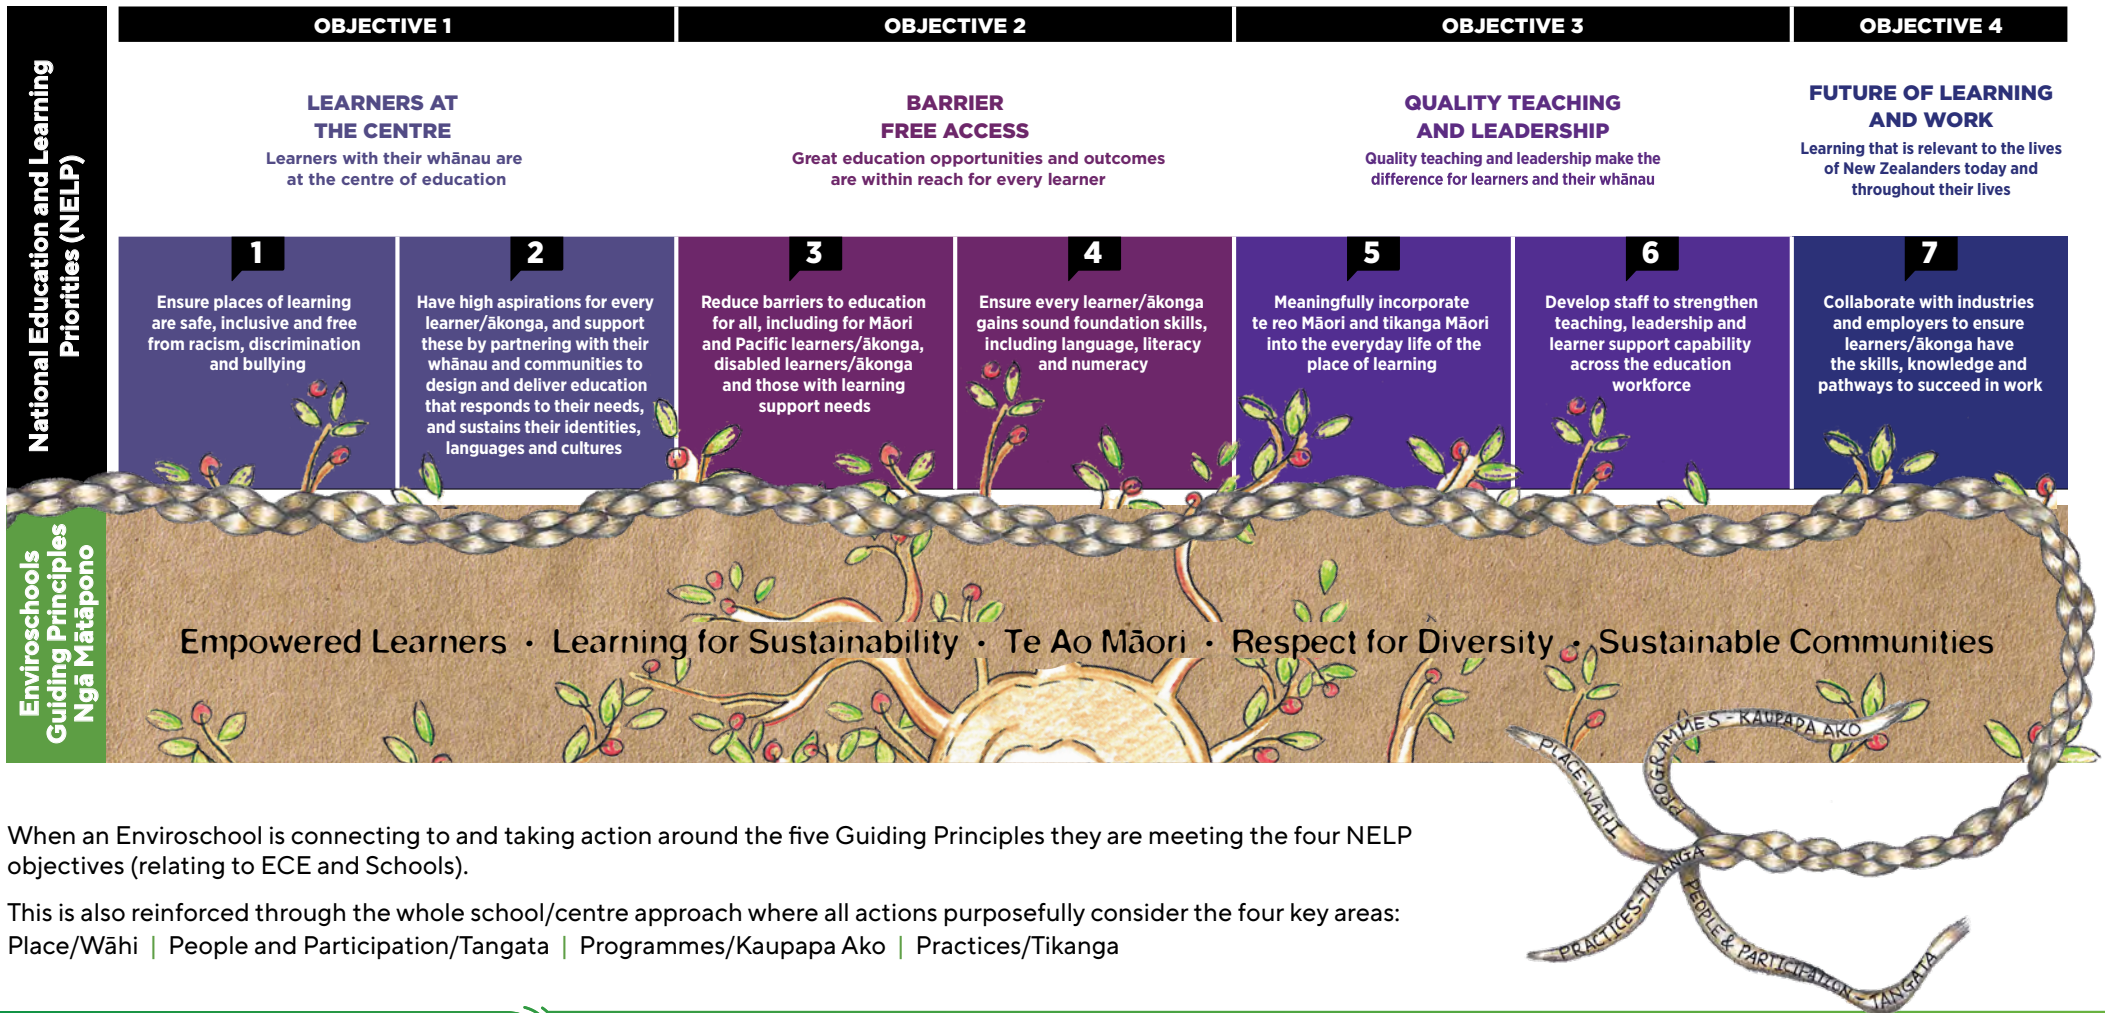 OBJECTIVE 1
OBJECTIVE 2
OBJECTIVE 3
OBJECTIVE 4
National Education and Learning
Priorities (NELP)
LEARNERS AT
THE CENTRE
Learners with their whānau are
at the centre of education
BARRIER
FREE ACCESS
Great education opportunities and outcomes
are within reach for every learner
QUALITY TEACHING
AND LEADERSHIP
Quality teaching and leadership make the
difference for learners and their whānau
FUTURE OF LEARNING
AND WORK
Learning that is relevant to the lives
of New Zealanders today and
throughout their lives
1
Ensure places of learning
are safe, inclusive and free
from racism, discrimination
and bullying
2
Have high aspirations for every
learner/ākonga, and support
these by partnering with their
whānau and communities to
design and deliver education
that responds to their needs,
and sustains their identities,
languages and cultures
3
Reduce barriers to education
for all, including for Māori
and Pacific learners/ākonga,
disabled learners/ākonga
and those with learning
support needs
4
Ensure every learner/ākonga
gains sound foundation skills,
including language, literacy
and numeracy
5
Meaningfully incorporate
te reo Māori and tikanga Māori
into the everyday life of the
place of learning
6
Develop staff to strengthen
teaching, leadership and
learner support capability
across the education
workforce
7
Collaborate with industries
and employers to ensure
learners/ākonga have
the skills, knowledge and
pathways to succeed in work
Enviroschools
Guiding Principles
Ngā Mātāpono
Empowered Learners • Learning for Sustainability • Te Ao Māori • Respect for Diversity • Sustainable Communities
PROGRAMMES - KAUPAPA AKO
PLACE-WĀHI
PRACTICES-TIKANGA
PEOPLE & PARTICIPATION - TANGATA
When an Enviroschool is connecting to and taking action around the five Guiding Principles they are meeting the four NELP
objectives (relating to ECE and Schools).
This is also reinforced through the whole school/centre approach where all actions purposefully consider the four key areas:
Place/Wāhi | People and Participation/Tangata | Programmes/Kaupapa Ako | Practices/Tikanga